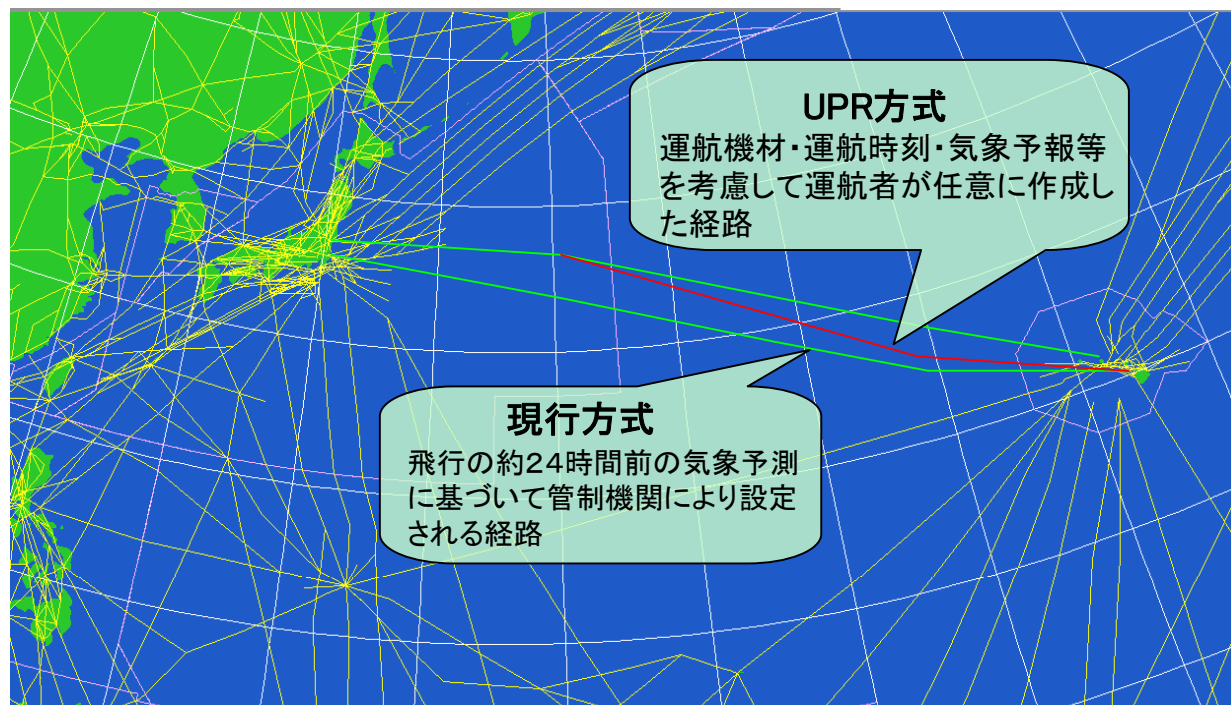 UPR方式
運航機材・運航時刻・気象予報等
を考慮して運航者が任意に作成し
た経路
現行方式
飛行の約24時間前の気象予測
に基づいて管制機関により設定
される経路